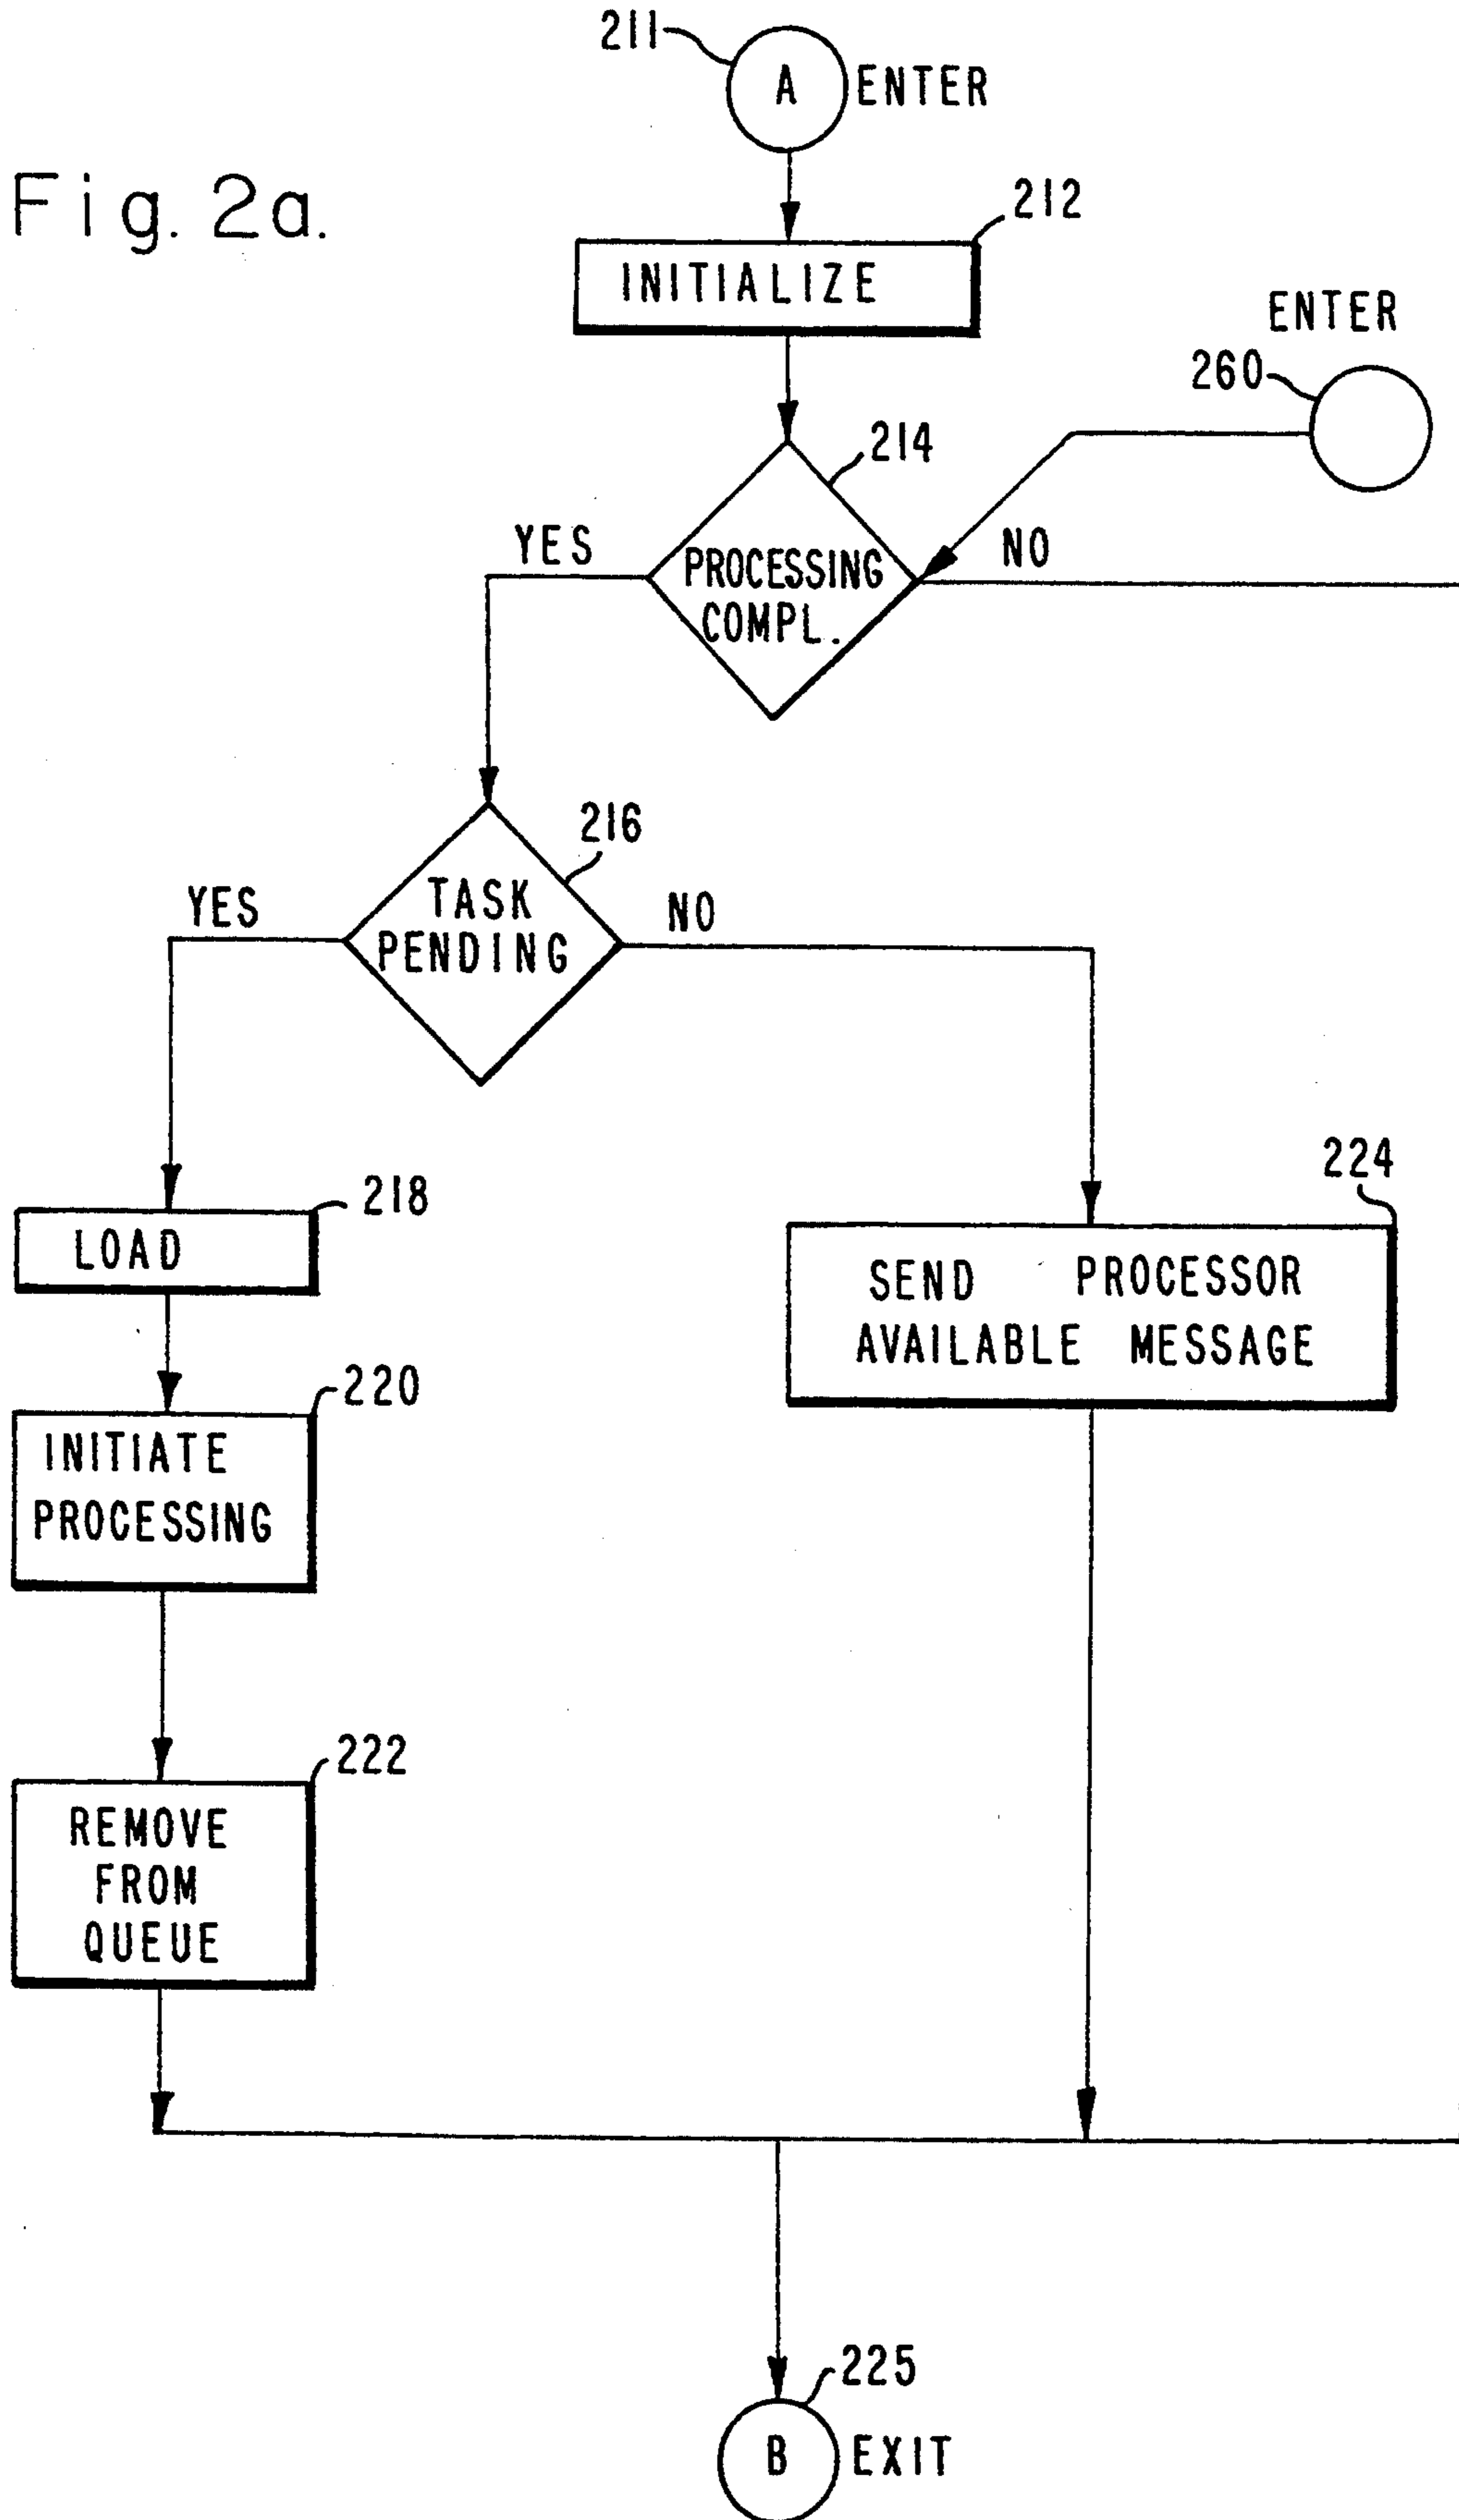 211
A ENTER
Fig. 2a.
212
INITIALIZE
ENTER
260
214
YES
NO
PROCESSING
COMPL.
216
YES
TASK
PENDING
NO
224
218
LOAD
SEND PROCESSOR
AVAILABLE MESSAGE
220
INITIATE
PROCESSING
222
REMOVE
FROM
QUEUE
225
B EXIT